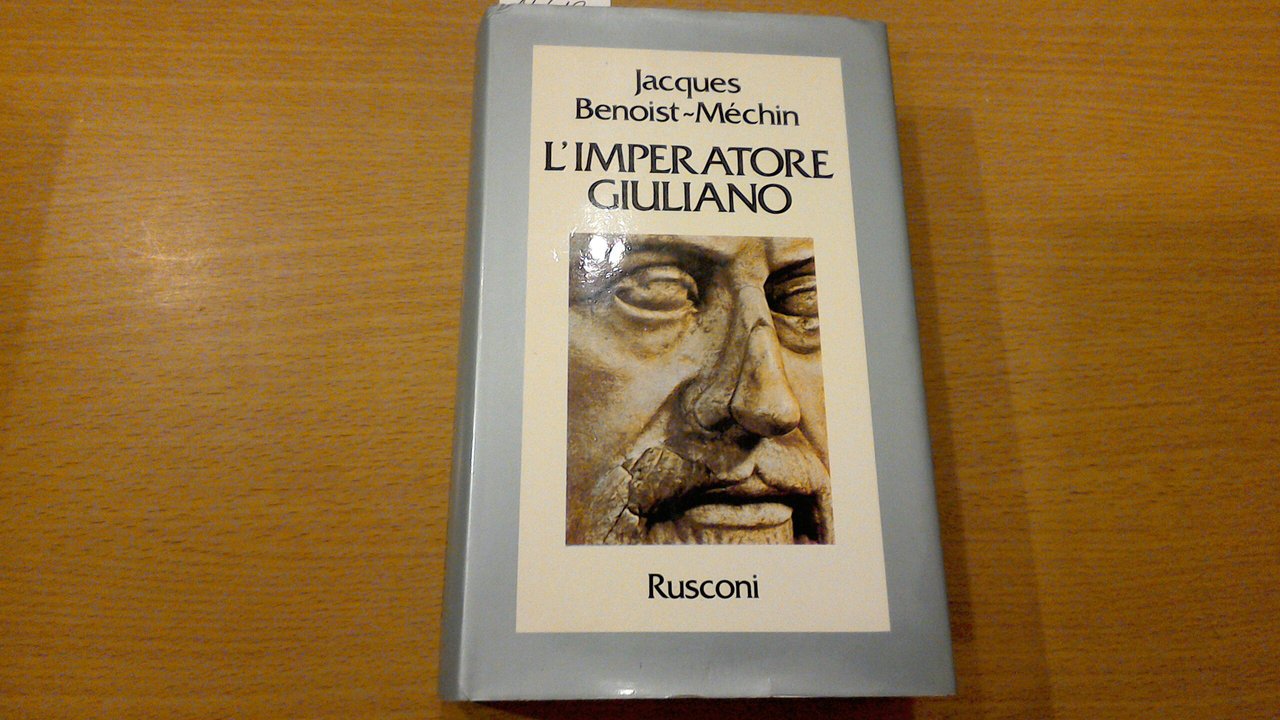 Jacques
Benoist~Méchin
L'IMPERATORE
GIULIANO
Rusconi